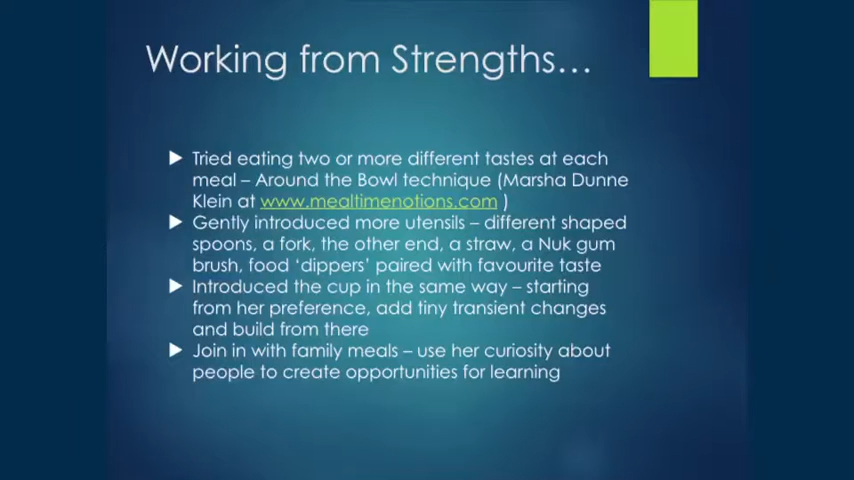 Working from Strengths…
Tried eating two or more different tastes at each
meal – Around the Bowl technique (Marsha Dunne
Klein at www.mealtimenotions.com )
Gently introduced more utensils – different shaped
spoons, a fork, the other end, a straw, a Nuk gum
brush, food ‘dippers’ paired with favourite taste
Introduced the cup in the same way – starting
from her preference, add tiny transient changes
and build from there
Join in with family meals – use her curiosity about
people to create opportunities for learning